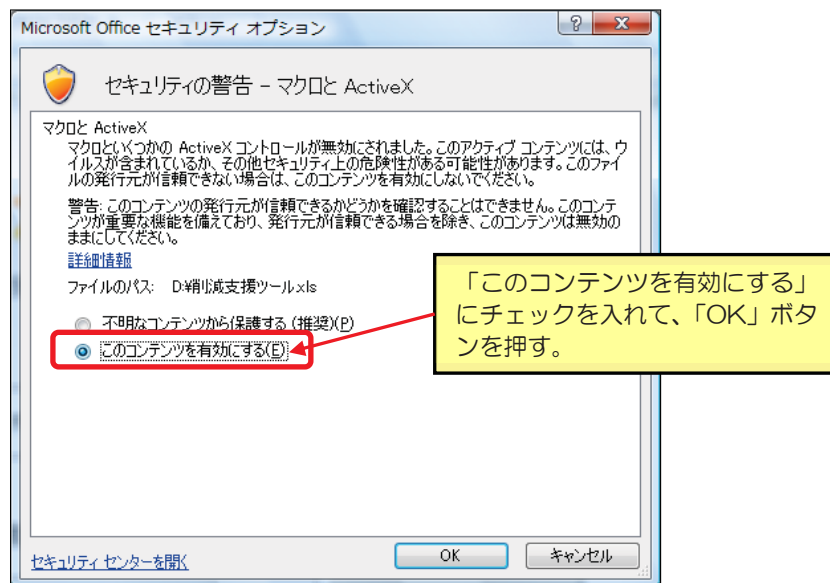 Microsoft Office セキュリティ オプション
セキュリティの警告 - マクロと ActiveX
マクロと ActiveX
マクロといくつかの ActiveX コントロールが無効にされました。このアクティブ コンテンツには、ウ
イルスが含まれているか、その他セキュリティ上の危険性がある可能性があります。このファイ
ルの発行元が信頼できない場合は、このコンテンツを有効にしないでください。
警告: このコンテンツの発行元が信頼できるかどうかを確認することはできません。このコンテ
ンツが重要な機能を備えており、発行元が信頼できる場合を除き、このコンテンツは無効の
ままにしてください。
詳細情報
ファイルのパス: D:¥削減支援ツール.xls
不明なコンテンツから保護する (推奨)(P)
このコンテンツを有効にする(E)
「このコンテンツを有効にする」
にチェックを入れて、「OK」ボタ
ンを押す。
セキュリティ センターを開く
OK
キャンセル